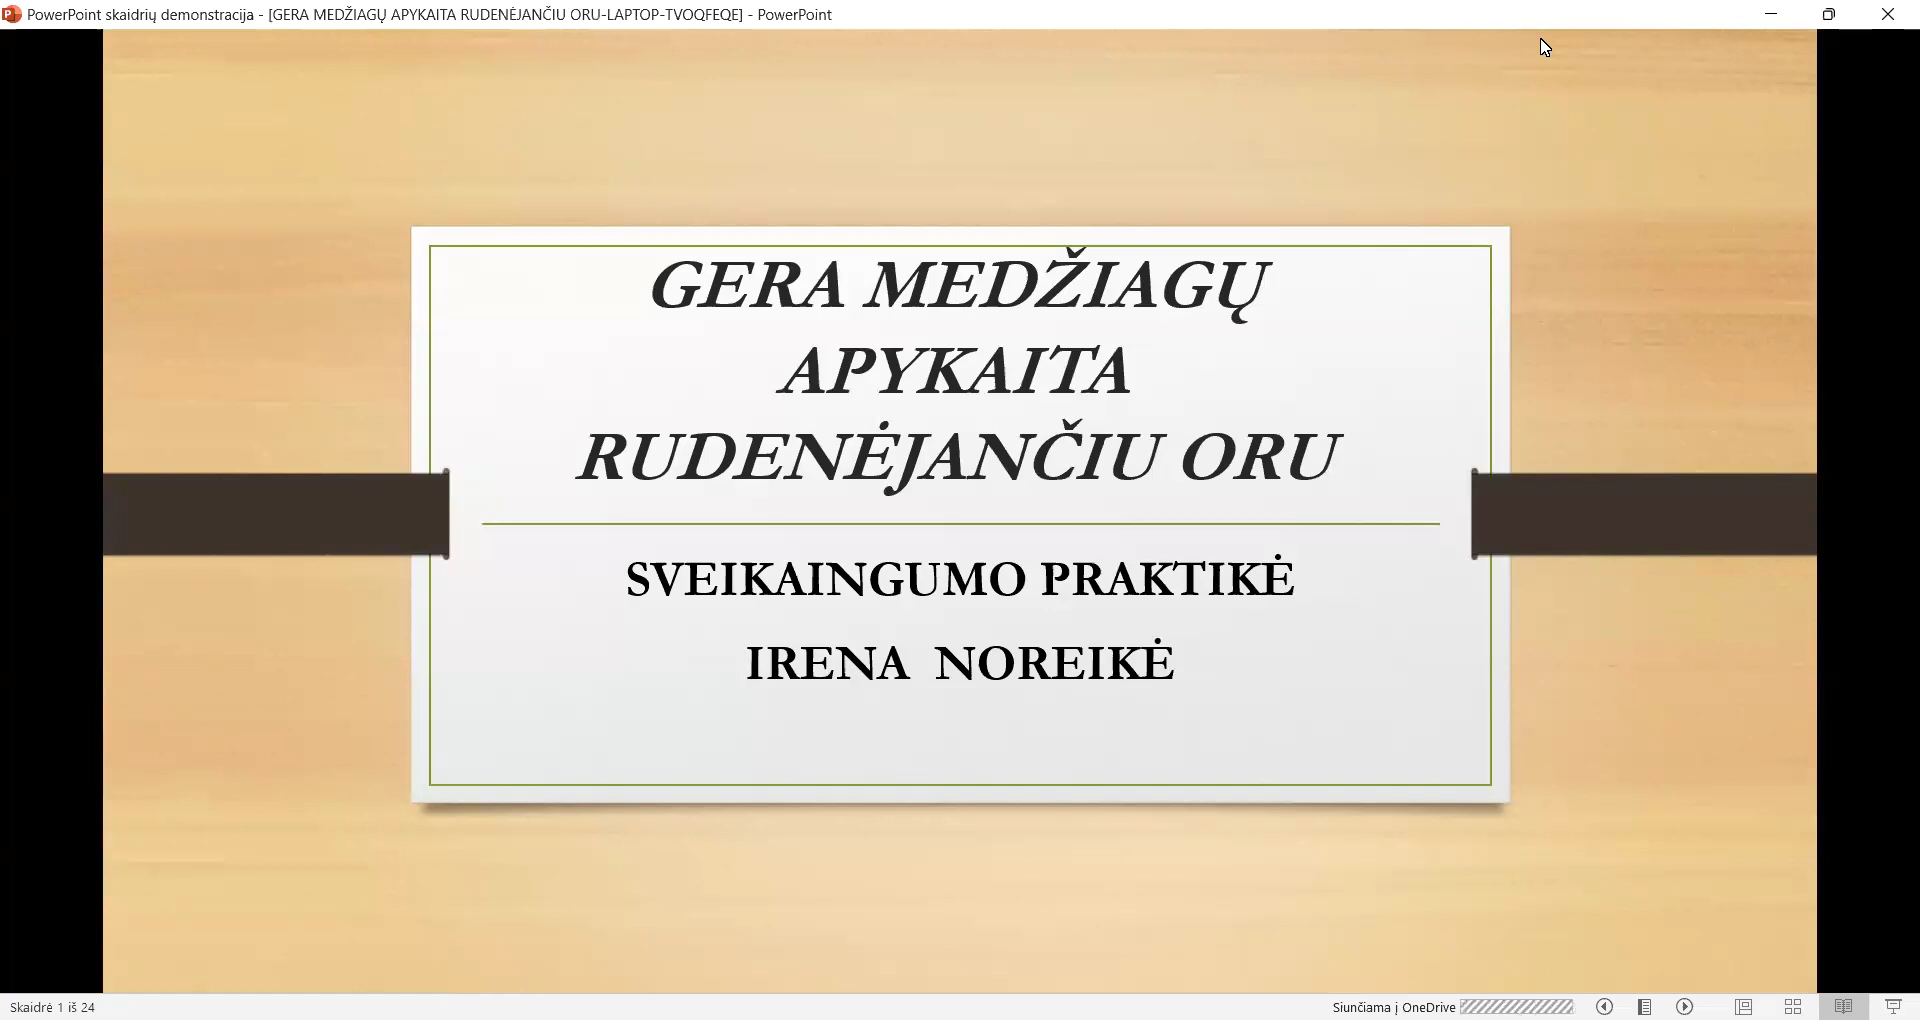 PowerPoint skaidrių demonstracija - [GERA MEDŽIAGŲ APYKAITA RUDENĖJANČIU ORU-LAPTOP-TVOQFEQE] - PowerPoint
GERA MEDŽIAGŲ
APYKAITA
RUDENĖJANČIU ORU
SVEIKAINGUMO PRAKTIKĖ
IRENA NOREIKĖ
Skaidrė 1 iš 24
Siunčiama į OneDrive